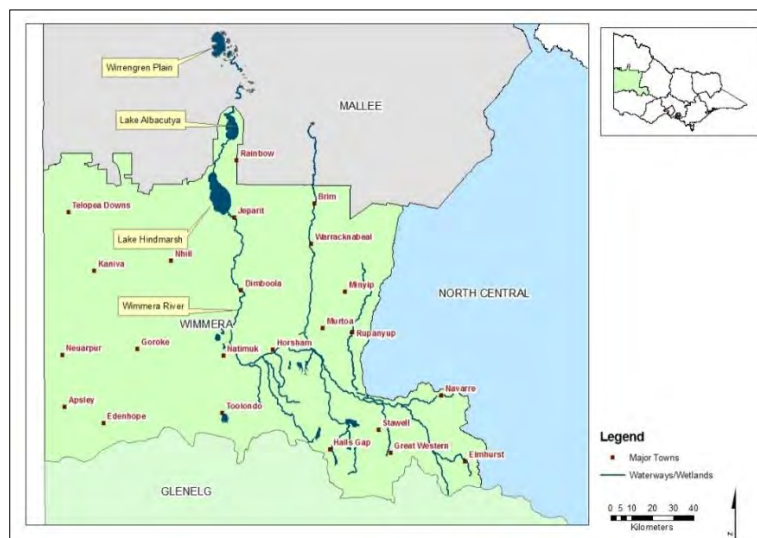 Wirrengren Plain
MALLEE
Lake Albacutya
Rainbow
Telopea Downs
Brim
Jeparit
Lake Hindmarsh
Warracknabeal
Nhill
Kaniva
Dimboola
Minyip
NORTH CENTRAL
Wimmera River
WIMMERA
Murtoa
Rupanyup
Neuarpur
Goroke
Natimuk
Horsham
Navarre
Apsley
Edenhope
Toolondo
Stawell
Halls Gap
Great Western
Elmhurst
GLENELG
Legend
Major Towns
Waterways/Wetlands
0 5 10 20 30 40
Kilometers
Z